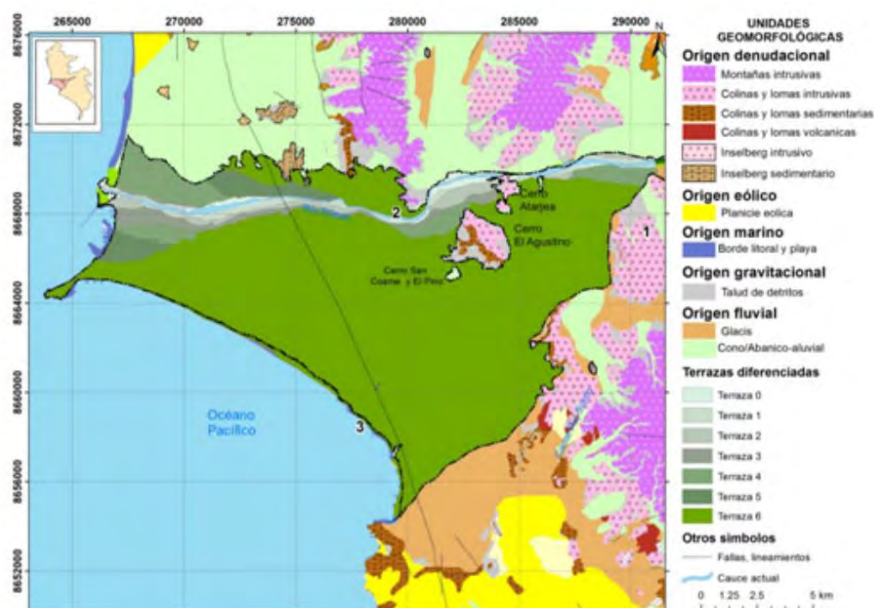 265000 270000 275000 280000 285000 290000 N
8676000
8672000
8668000
8664000
8660000
8656000
8652000
Cerro
Atarjea
Cerro
El Agustino
Cerro San
Cosme y El Pino
1
2
3
Océano
Pacífico
UNIDADES
GEOMORFOLÓGICAS
Origen denudacional
Montañas intrusivas
Colinas y lomas intrusivas
Colinas y lomas sedimentarias
Colinas y lomas volcanicas
Inselberg intrusivo
Inselberg sedimentario
Origen eólico
Planicie eolica
Origen marino
Borde litoral y playa
Origen gravitacional
Talud de detritos
Origen fluvial
Glacis
Cono/Abanico-aluvial
Terrazas diferenciadas
Terraza 0
Terraza 1
Terraza 2
Terraza 3
Terraza 4
Terraza 5
Terraza 6
Otros simbolos
Fallas, lineamientos
Cauce actual
0 1.25 2.5 5 km